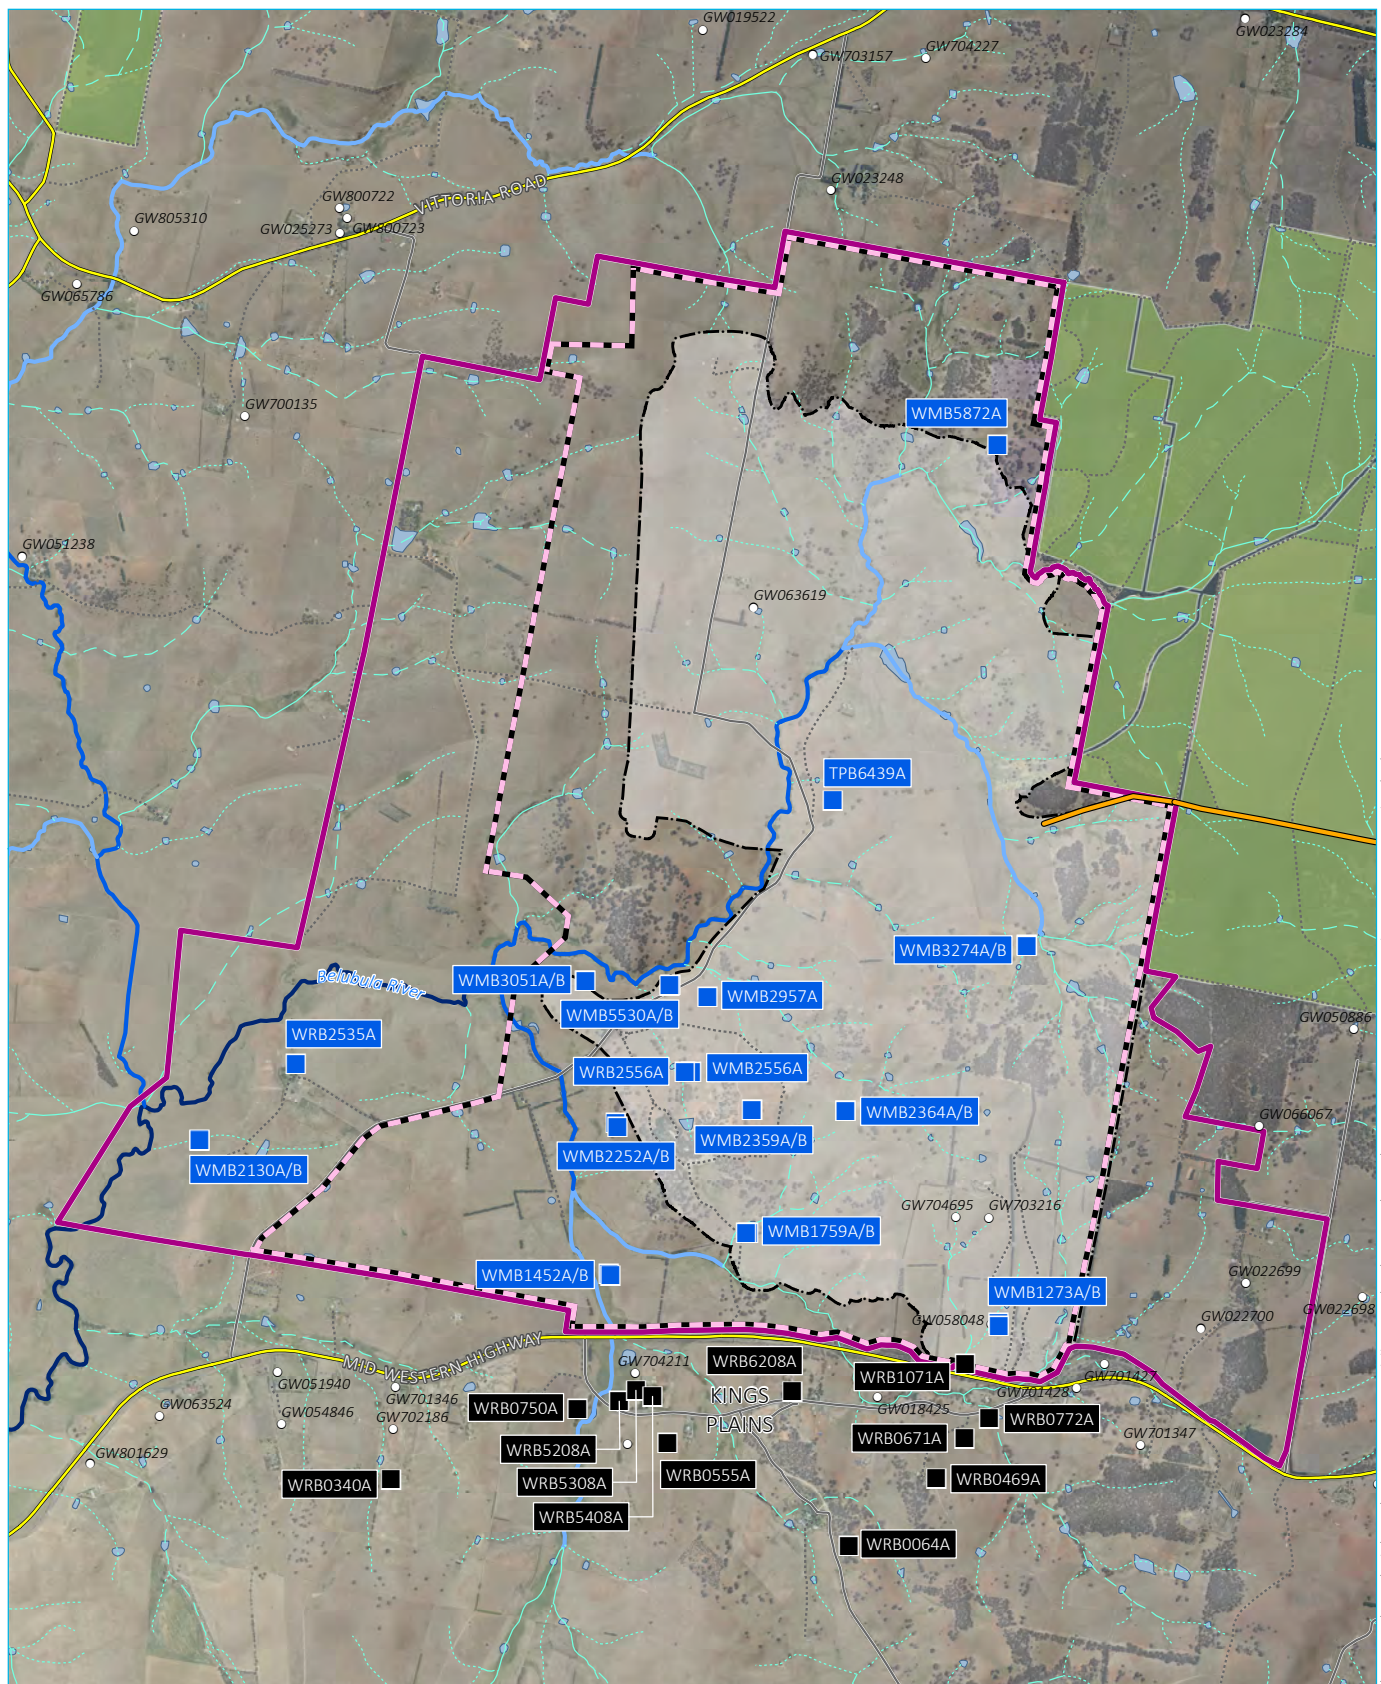 GW019522
GW023284
GW703157
GW704227
GW023248
VITTORIA ROAD
GW800722
GW805310
GW025273
GW800723
GW065786
GW700135
WMB5872A
GW051238
GW063619
TPB6439A
WMB3274A/B
Belubula River
WMB3051A/B
WMB2957A
WMB5530A/B
GW050886
WRB2535A
WRB2556A
WMB2556A
WMB2364A/B
GW066067
WMB2359A/B
WMB2252A/B
WMB2130A/B
GW704695
GW703216
WMB1759A/B
WMB1452A/B
GW022699
WMB1273A/B
GW022698
GW058048
GW022700
MID WESTERN HIGHWAY
GW704211
WRB6208A
WRB1071A
GW701427
GW051940
GW701346
KINGS
PLAINS
GW701428
GW063524
GW054846
GW702186
WRB0750A
GW018425
WRB0772A
WRB0671A
GW701347
GW801629
WRB5208A
WRB0340A
WRB5308A
WRB0555A
WRB0469A
WRB5408A
WRB0064A